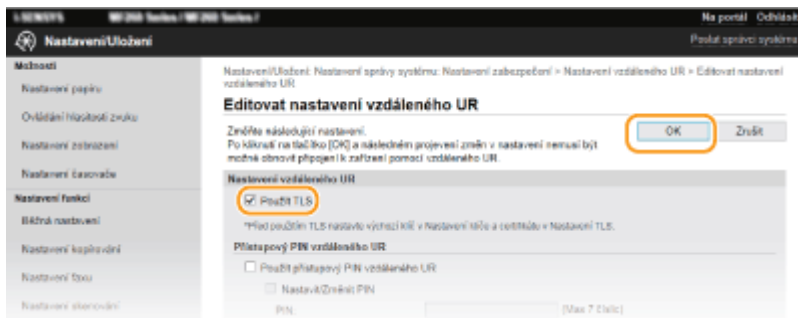 Na portál Odhlásit
Nastavení/Uložení
Poslat správci systému
Možnosti
Nastavení papíru
Ovládání hlasitosti zvuku
Nastavení zobrazení
Nastavení časovače
Nastavení funkcí
Běžná nastavení
Nastavení kopírování
Nastavení faxu
Nastavení skenování
Nastavení/Uložení: Nastavení správy systému: Nastavení zabezpečení > Nastavení vzdáleného UR > Editovat nastavení
vzdáleného UR
Editovat nastavení vzdáleného UR
Změňte následující nastavení.
Po kliknutí na tlačítko [OK] a následném projevení změn v nastavení nemusí být
možné obnovit připojení k zařízení pomocí vzdáleného UR.
OK Zrušit
Nastavení vzdáleného UR
Použít TLS
*Před použitím TLS nastavte výchozí klíč v Nastavení klíče a certifikátu v Nastavení TLS.
Přístupový PIN vzdáleného UR
Použít přístupový PIN vzdáleného UR
Nastavit/Změnit PIN
PIN: (Max 7 číslic)